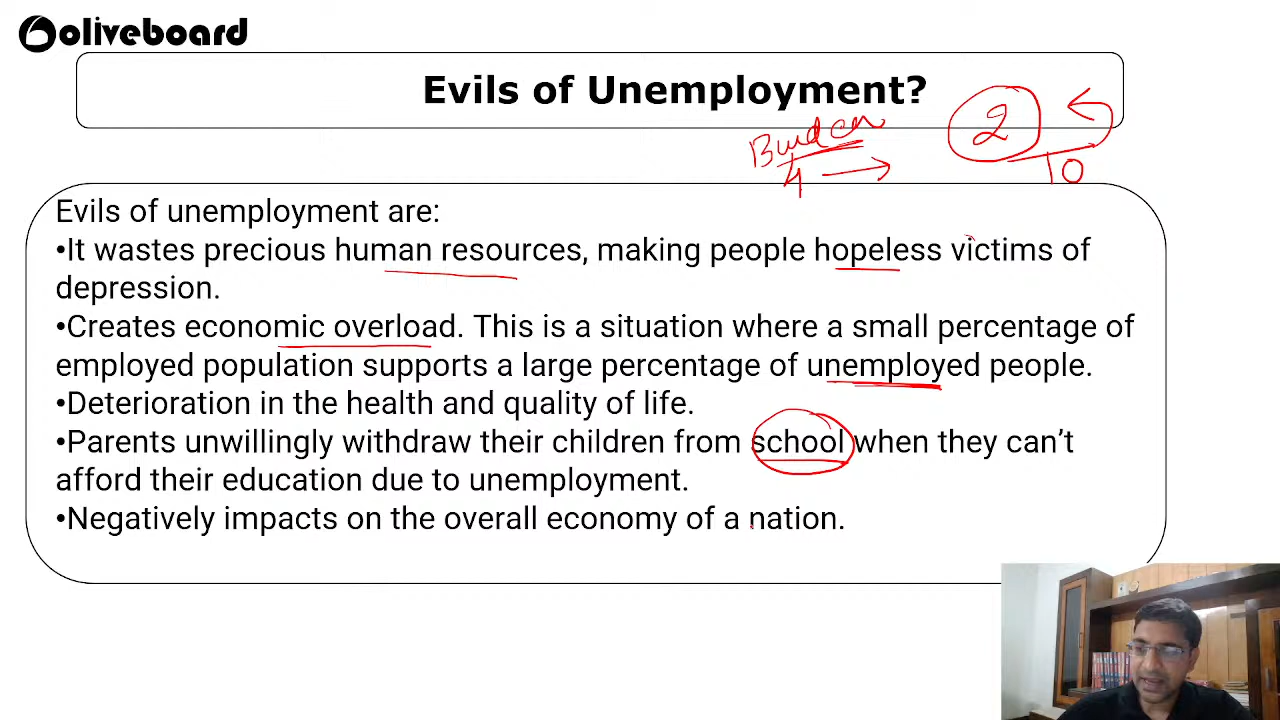 oliveboard
Evils of Unemployment?
Burden
4 → 2
10
Evils of unemployment are:
•It wastes precious human resources, making people hopeless victims of
depression.
•Creates economic overload. This is a situation where a small percentage of
employed population supports a large percentage of unemployed people.
•Deterioration in the health and quality of life.
•Parents unwillingly withdraw their children from school when they can’t
afford their education due to unemployment.
•Negatively impacts on the overall economy of a nation.